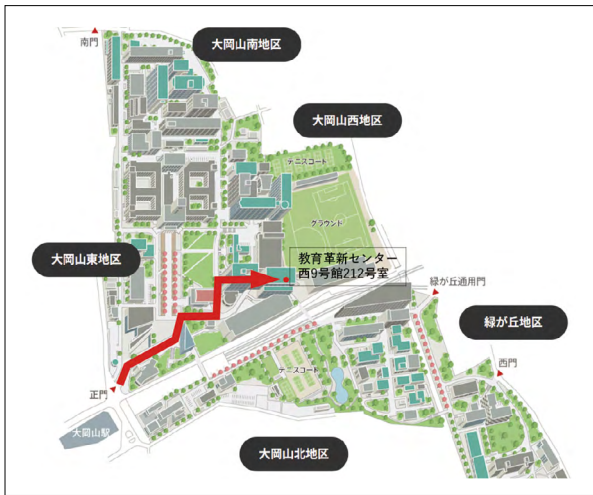 南門
大岡山南地区
大岡山西地区
テニスコート
グラウンド
大岡山東地区
教育革新センター
西9号館212号室
緑が丘通用門
緑が丘地区
テニスコート
西門
正門
大岡山駅
大岡山北地区